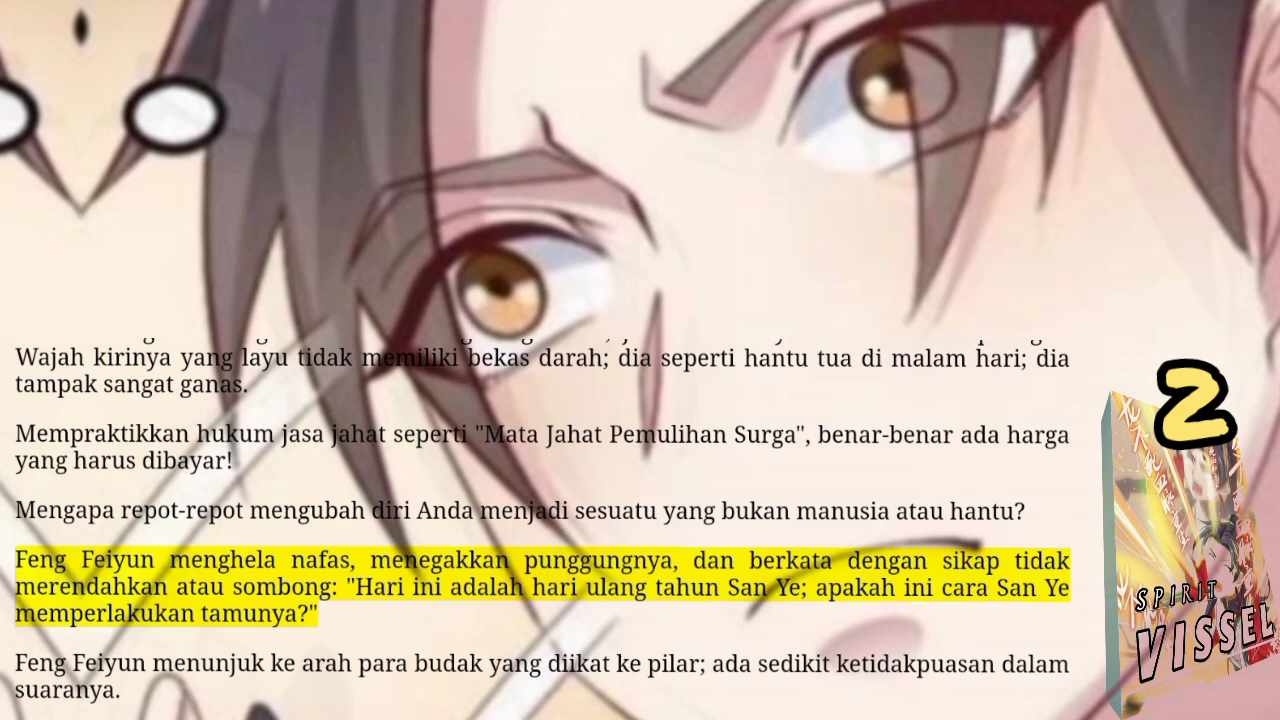 Wajah kirinya yang layu tidak memiliki bekas darah; dia seperti hantu tua di malam hari; dia
tampak sangat ganas.
Mempraktikkan hukum jasa jahat seperti "Mata Jahat Pemulihan Surga", benar-benar ada harga
yang harus dibayar!
Mengapa repot-repot mengubah diri Anda menjadi sesuatu yang bukan manusia atau hantu?
Feng Feiyun menghela nafas, menegakkan punggungnya, dan berkata dengan sikap tidak
merendahkan atau sombong: "Hari ini adalah hari ulang tahun San Ye; apakah ini cara San Ye
memperlakukan tamunya?"
Feng Feiyun menunjuk ke arah para budak yang diikat ke pilar; ada sedikit ketidakpuasan dalam
suaranya.
2
SPIRIT
VISSEL